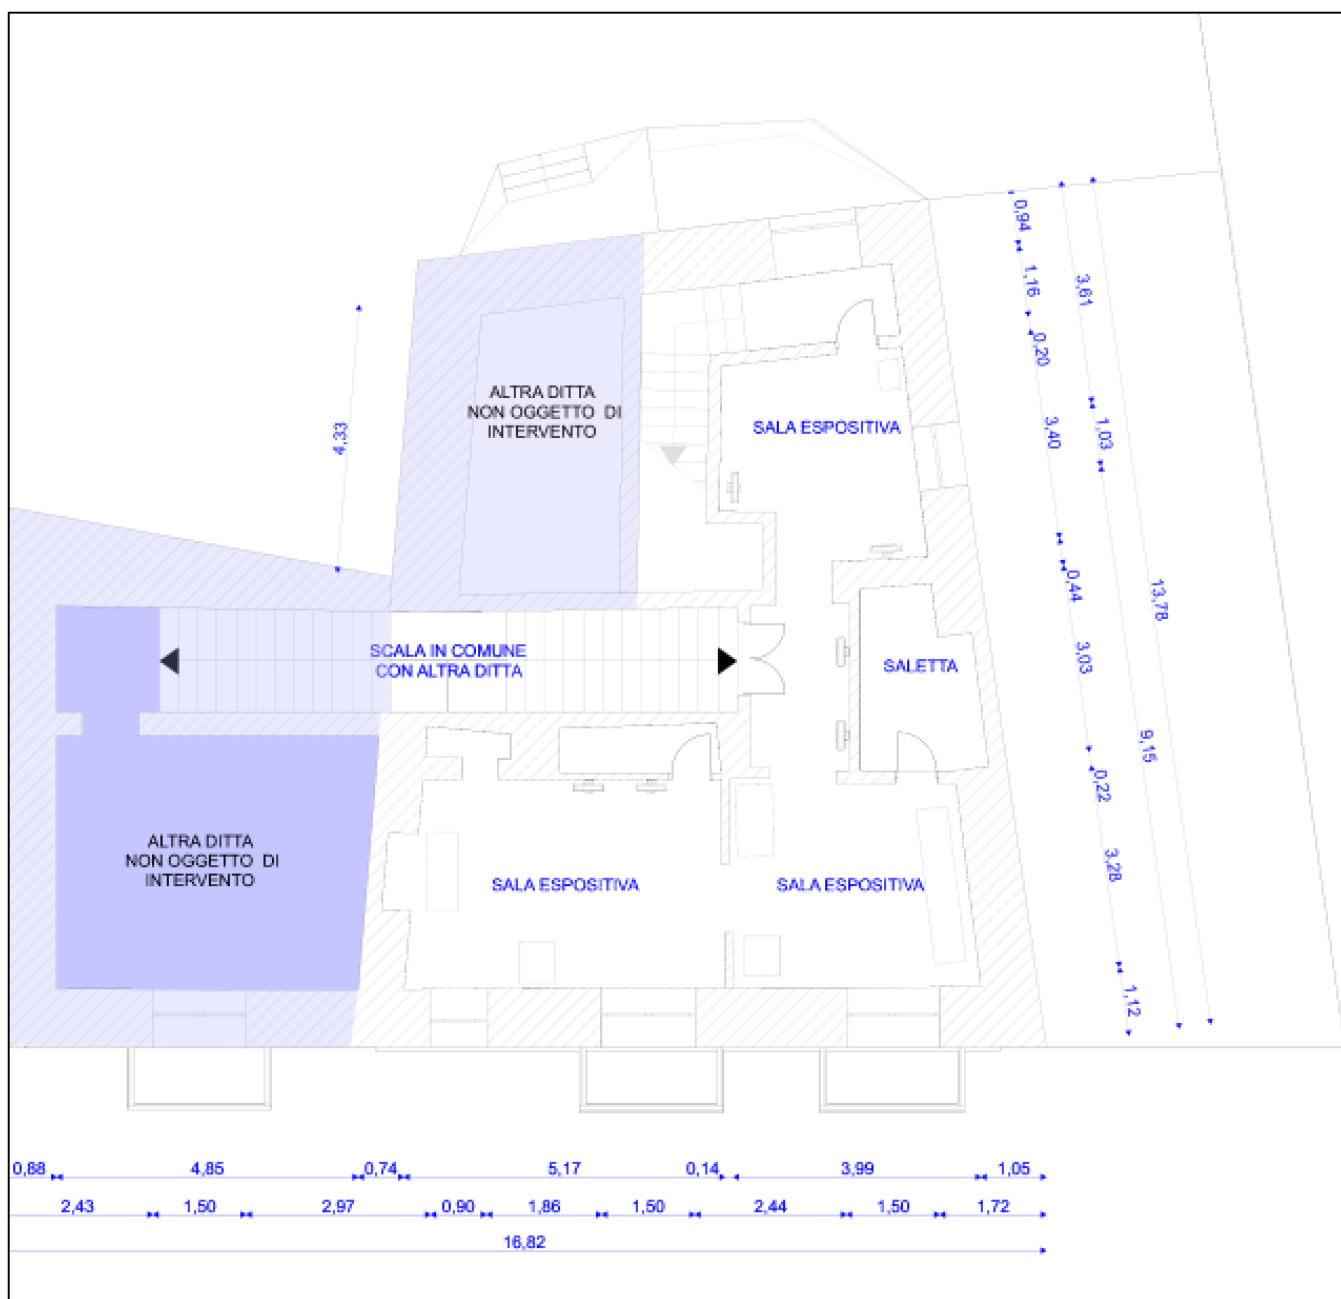 0,94
1,16
3,61
0,20
ALTRA DITTA
NON OGGETTO DI
INTERVENTO
SALA ESPOSITIVA
4,33
3,40
1,03
0,44
13,78
SCALA IN COMUNE
CON ALTRA DITTA
SALETTA
3,03
9,15
0,22
ALTRA DITTA
NON OGGETTO DI
INTERVENTO
SALA ESPOSITIVA
SALA ESPOSITIVA
3,28
1,12
0,88 4,85 0,74 5,17 0,14 3,99 1,05
2,43 1,50 2,97 0,90 1,86 1,50 2,44 1,50 1,72
16,82